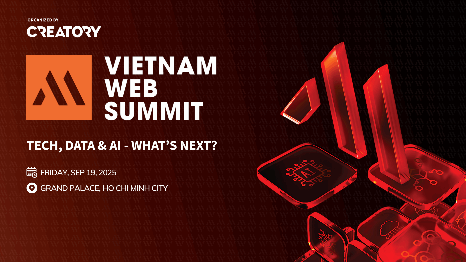 ORGANIZED BY
CREATORY
VIETNAM
WEB
SUMMIT
TECH, DATA & AI - WHAT'S NEXT?
FRIDAY, SEP 19, 2025
GRAND PALACE, HO CHI MINH CITY
AI